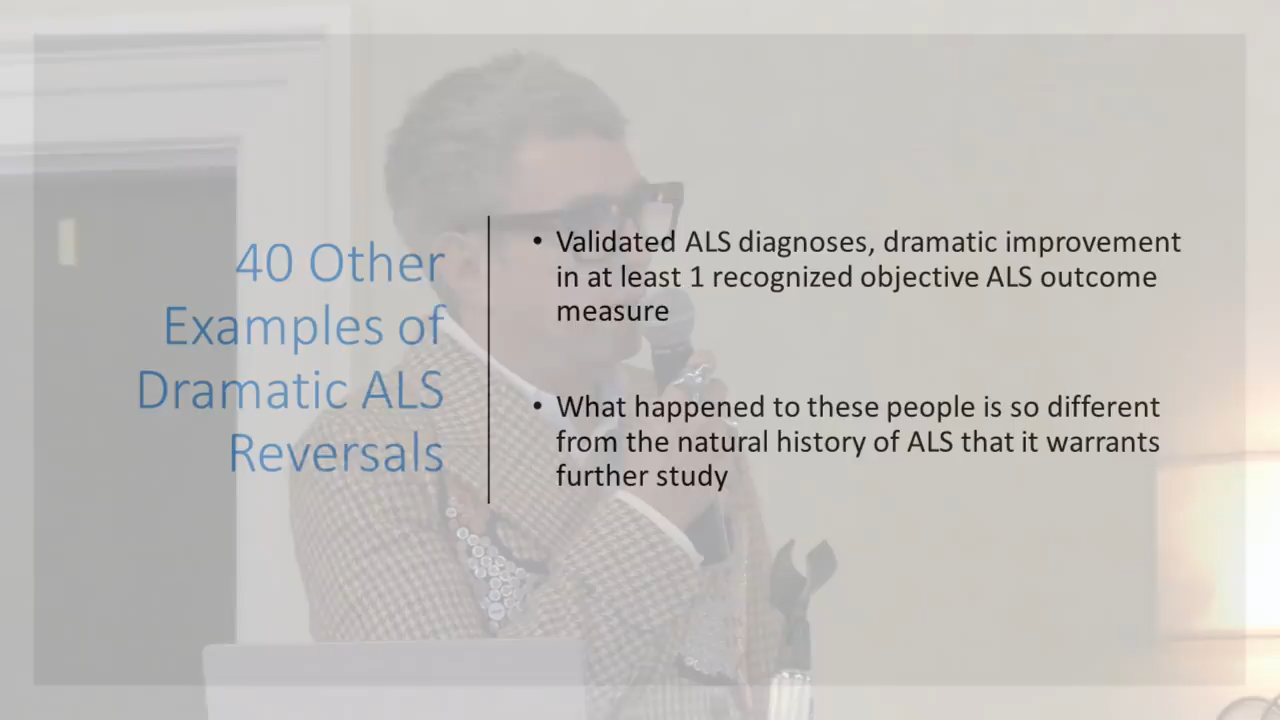 40 Other
Examples of
Dramatic ALS
Reversals
• Validated ALS diagnoses, dramatic improvement
in at least 1 recognized objective ALS outcome
measure
• What happened to these people is so different
from the natural history of ALS that it warrants
further study